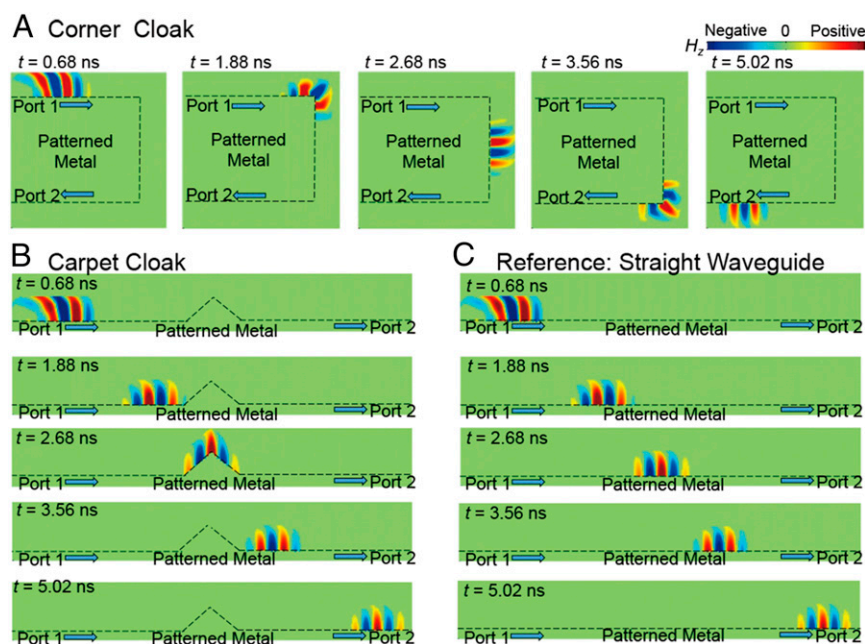 A Corner Cloak
Negative 0 Positive
Hz
t = 0.68 ns
t = 1.88 ns
t = 2.68 ns
t = 3.56 ns
t = 5.02 ns
Port 1
Patterned
Metal
Port 2
Port 1
Patterned
Metal
Port 2
Port 1
Patterned
Metal
Port 2
Port 1
Patterned
Metal
Port 2
Port 1
Patterned
Metal
Port 2
B Carpet Cloak
t = 0.68 ns
Port 1 Patterned Metal Port 2
t = 1.88 ns
Port 1 Patterned Metal Port 2
t = 2.68 ns
Port 1 Patterned Metal Port 2
t = 3.56 ns
Port 1 Patterned Metal Port 2
t = 5.02 ns
Port 1 Patterned Metal Port 2
C Reference: Straight Waveguide
t = 0.68 ns
Port 1 Patterned Metal Port 2
t = 1.88 ns
Port 1 Patterned Metal Port 2
t = 2.68 ns
Port 1 Patterned Metal Port 2
t = 3.56 ns
Port 1 Patterned Metal Port 2
t = 5.02 ns
Port 1 Patterned Metal Port 2